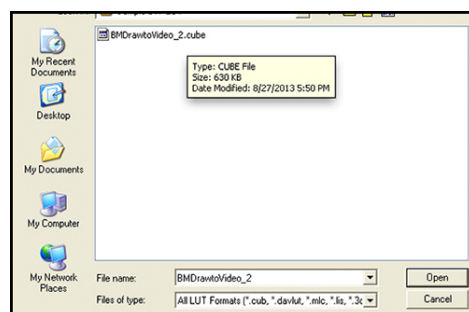 BMDrawtoVideo_2.cube
My Recent
Documents
Type: CUBE File
Size: 630 KB
Date Modified: 8/27/2013 5:50 PM
Desktop
My Documents
My Computer
My Network
Places
File name:
BMDrawtoVideo_2
Open
Files of type:
All LUT Formats (*.cub, *.davlut, *.mlc, *.lis, *.3c
Cancel